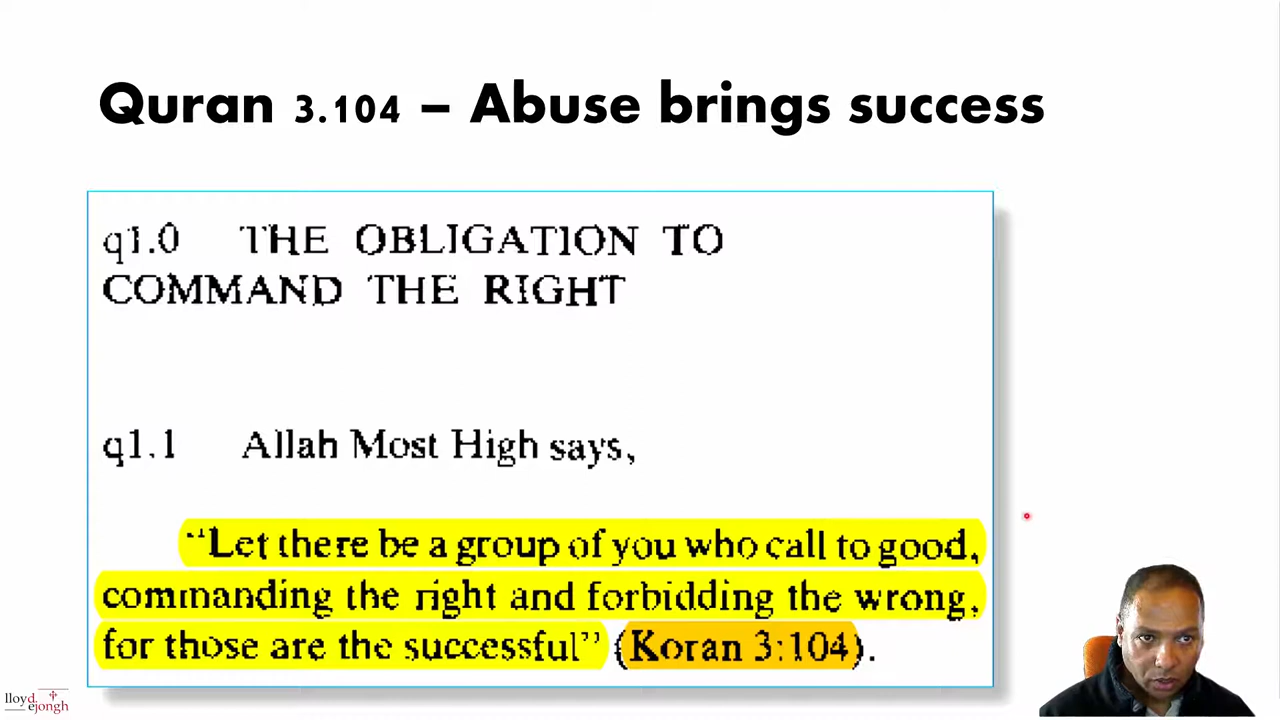 Quran 3.104 – Abuse brings success
q1.0 THE OBLIGATION TO
COMMAND THE RIGHT
q1.1 Allah Most High says,
“Let there be a group of you who call to good,
commanding the right and forbidding the wrong,
for those are the successful” (Koran 3:104).
lloyd
dejongh